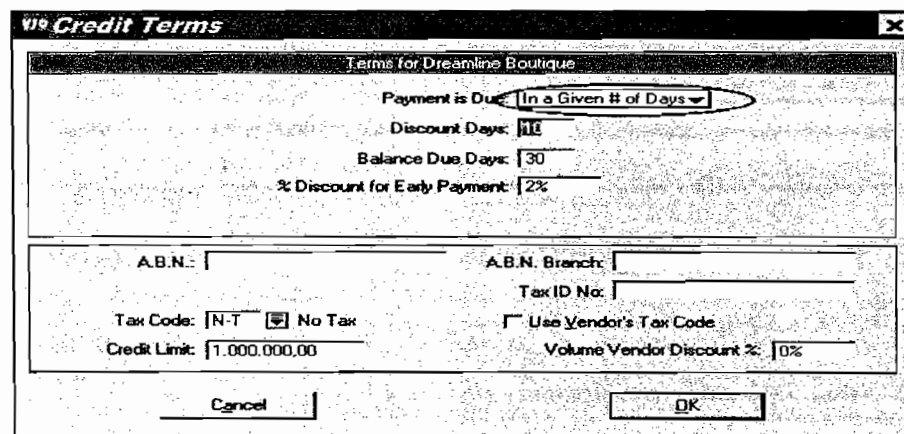 Credit Terms
Terms for Dreamline Boutique
Payment is Due: In a Given # of Days
Discount Days: 10
Balance Due Days: 30
% Discount for Early Payment: 2%
A.B.N.:
A.B.N. Branch:
Tax ID No:
Tax Code: N-T No Tax
Use Vendor's Tax Code
Credit Limit: 1.000.000,00
Volume Vendor Discount %: 0%
Cancel
OK